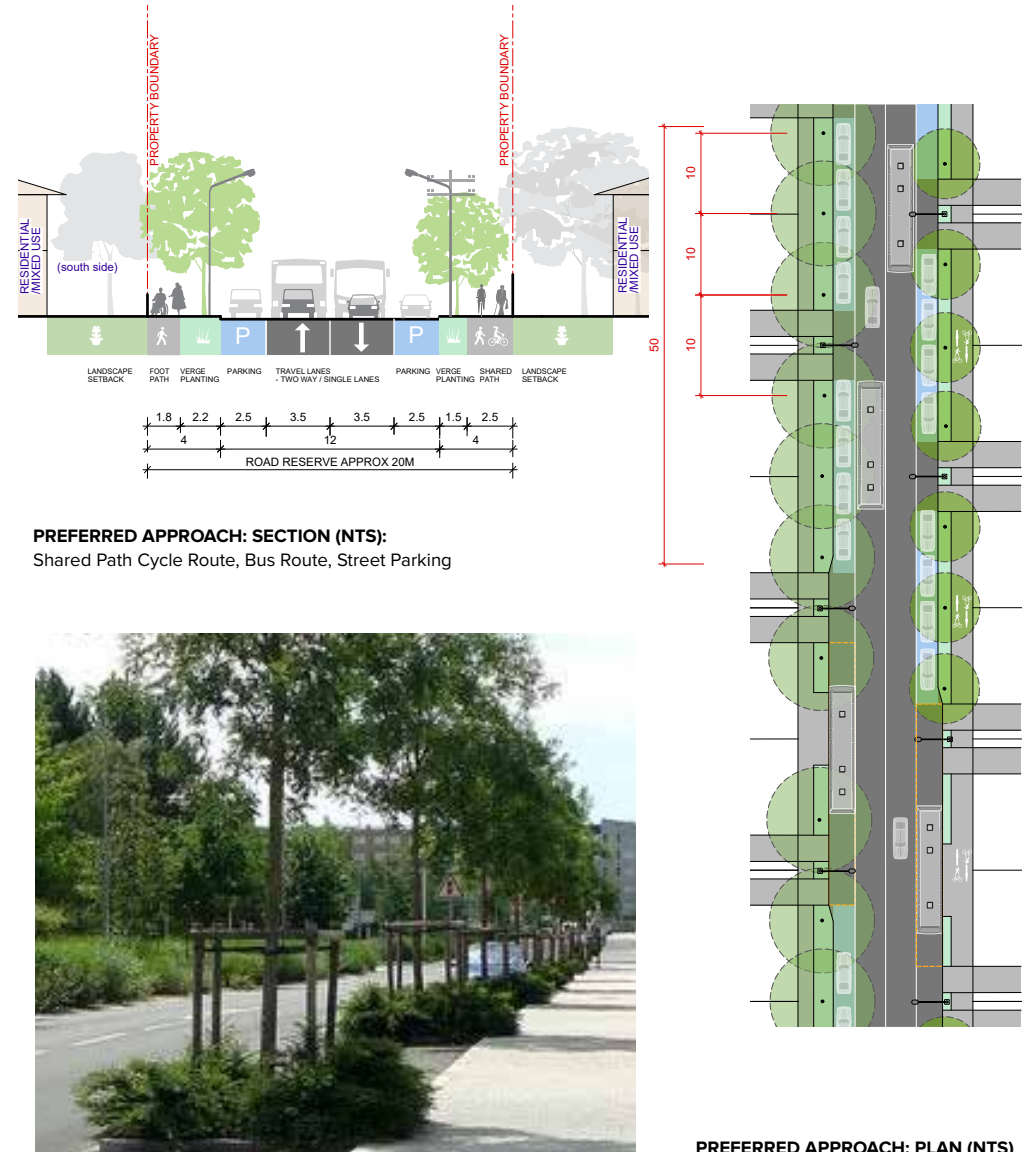 PROPERTY BOUNDARY
PROPERTY BOUNDARY
RESIDENTIAL
/MIXED USE
(south side)
RESIDENTIAL
/MIXED USE
P
P
LANDSCAPE
SETBACK
FOOT
PATH
VERGE
PLANTING
PARKING
TRAVEL LANES
- TWO WAY / SINGLE LANES
PARKING
VERGE
PLANTING
SHARED
PATH
LANDSCAPE
SETBACK
1.8 2.2 2.5 3.5 3.5 2.5 1.5 2.5
4 12 4
ROAD RESERVE APPROX 20M
PREFERRED APPROACH: SECTION (NTS):
Shared Path Cycle Route, Bus Route, Street Parking
10
10
50
10
PREFERRED APPROACH: PLAN (NTS)